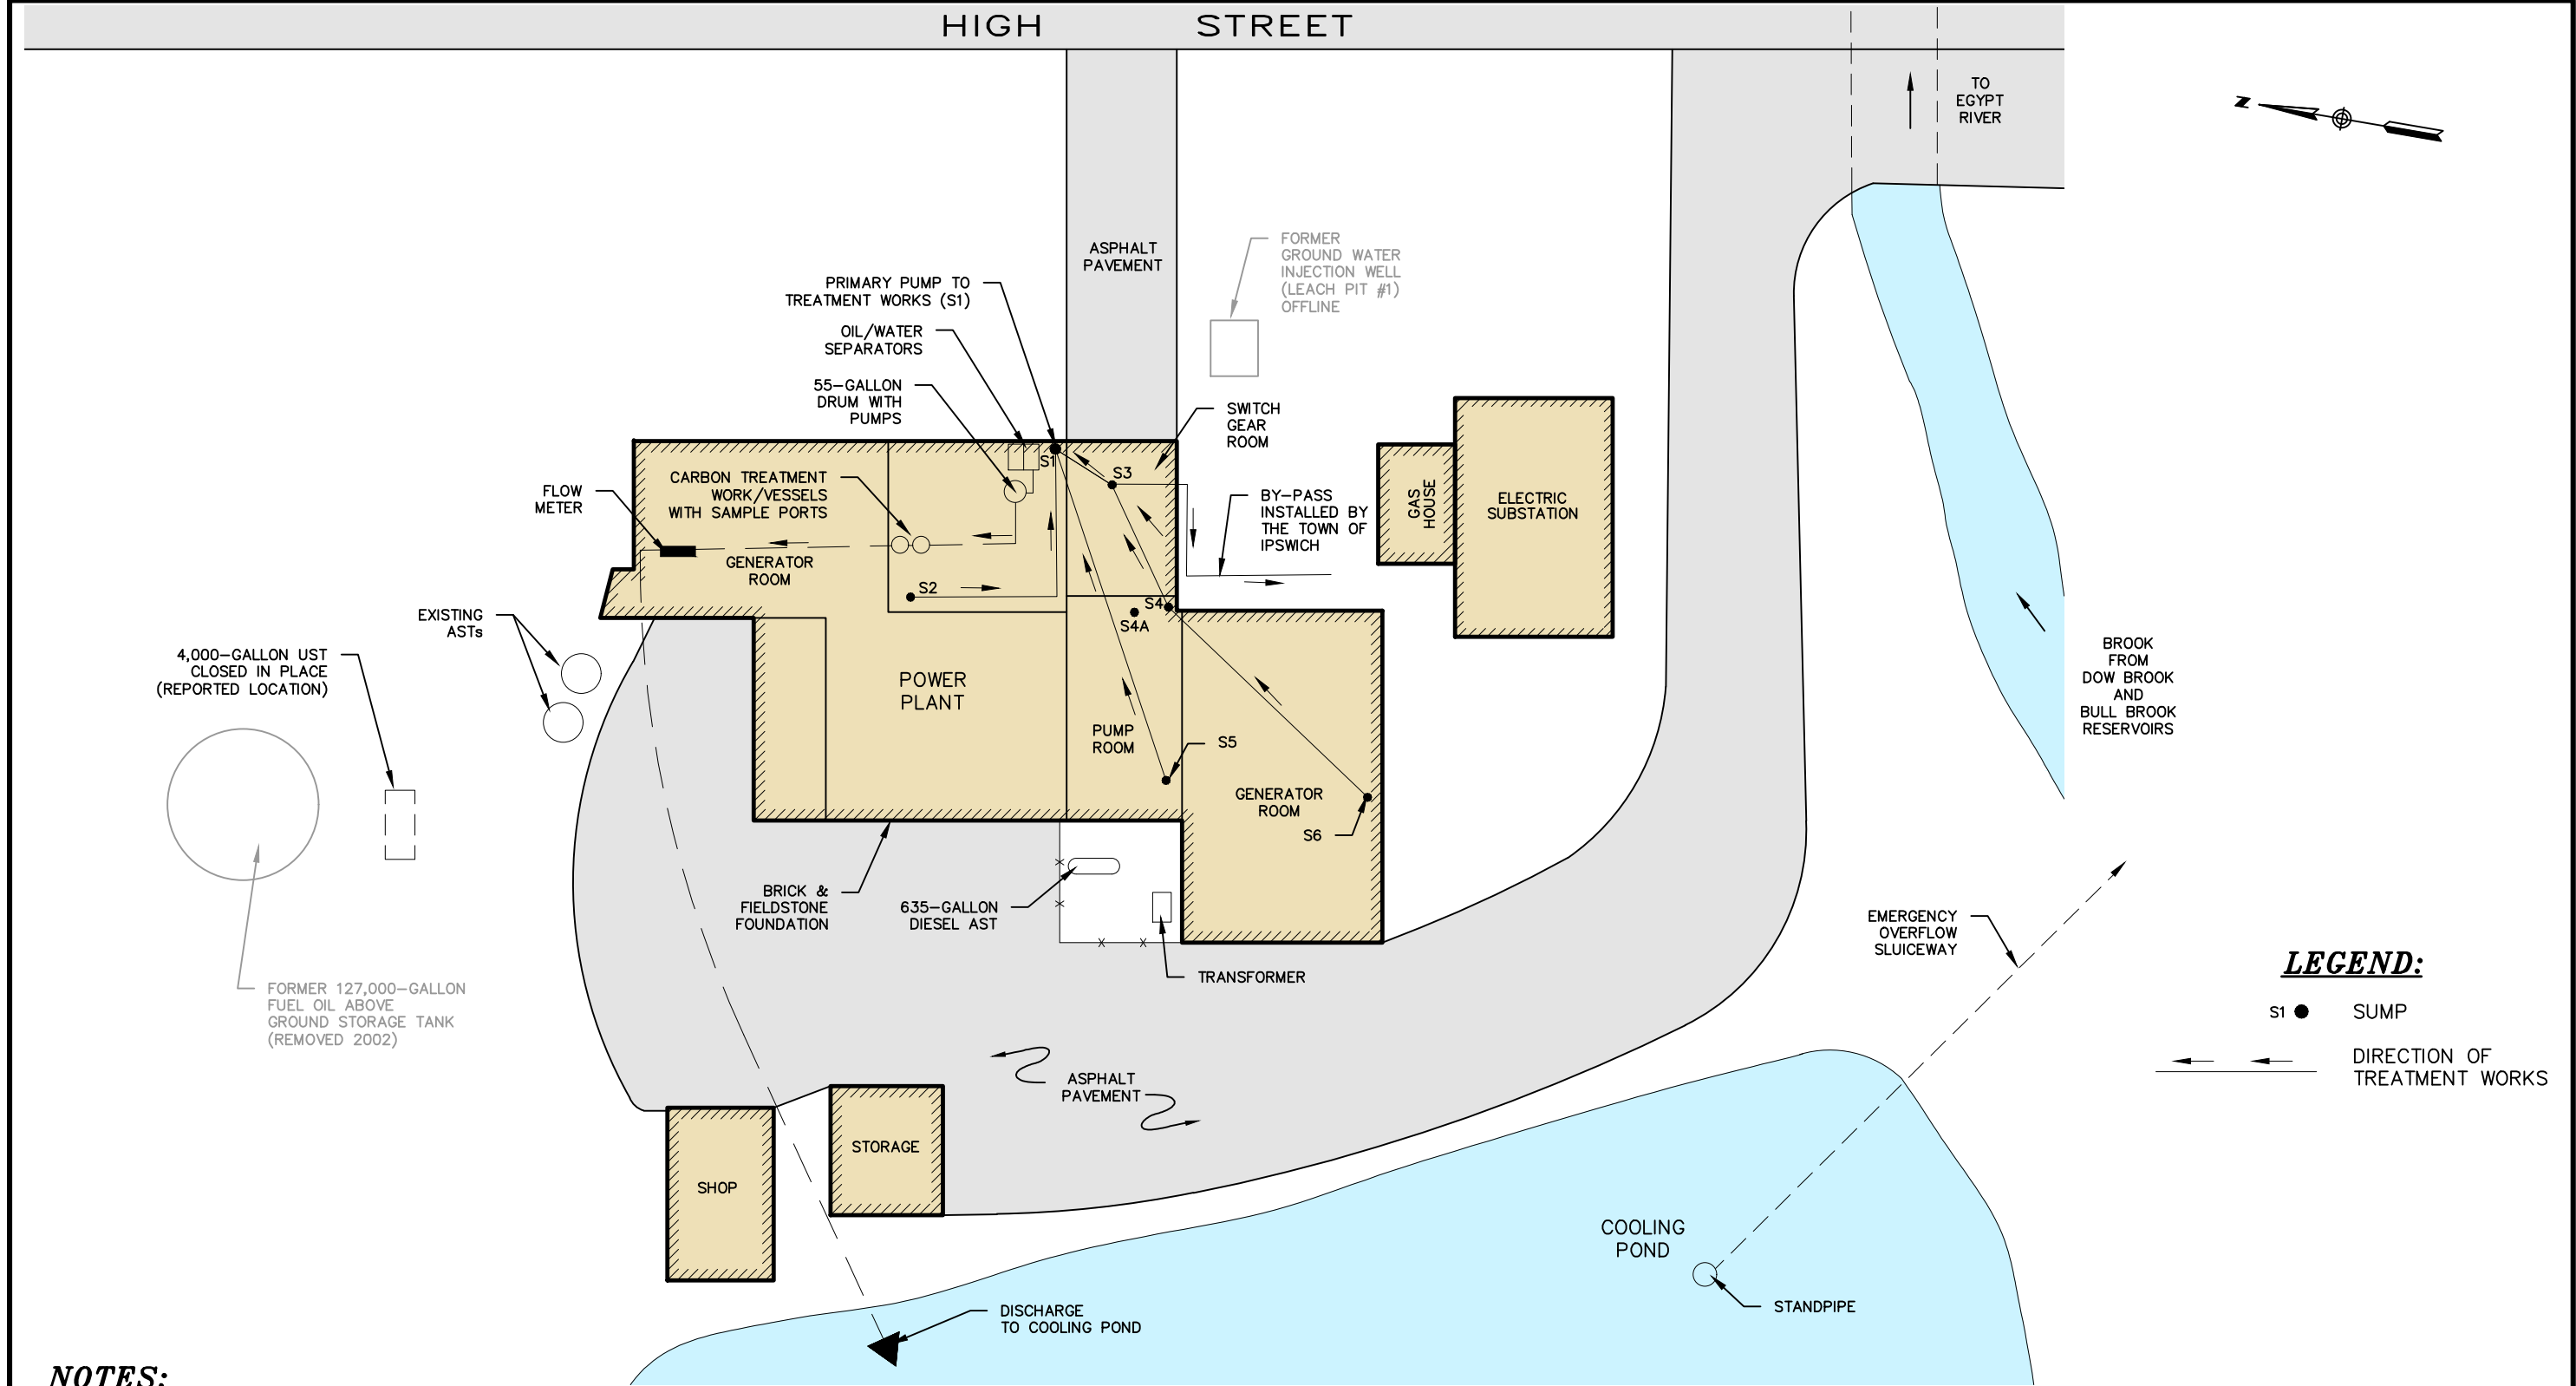 HIGH STREET
TO
EGYPT
RIVER
N
ASPHALT
PAVEMENT
FORMER
GROUND WATER
INJECTION WELL
(LEACH PIT #1)
OFFLINE
PRIMARY PUMP TO
TREATMENT WORKS (S1)
OIL/WATER
SEPARATORS
55-GALLON
DRUM WITH
PUMPS
SWITCH
GEAR
ROOM
S1
S3
CARBON TREATMENT
WORK/VESSELS
WITH SAMPLE PORTS
FLOW
METER
BY-PASS
INSTALLED BY
THE TOWN OF
IPSWICH
GAS
HOUSE
ELECTRIC
SUBSTATION
GENERATOR
ROOM
S2
S4
S4A
EXISTING
ASTs
4,000-GALLON UST
CLOSED IN PLACE
(REPORTED LOCATION)
POWER
PLANT
PUMP
ROOM
S5
GENERATOR
ROOM
S6
BROOK
FROM
DOW BROOK
AND
BULL BROOK
RESERVOIRS
BRICK &
FIELDSTONE
FOUNDATION
635-GALLON
DIESEL AST
TRANSFORMER
EMERGENCY
OVERFLOW
SLUICEWAY
FORMER 127,000-GALLON
FUEL OIL ABOVE
GROUND STORAGE TANK
(REMOVED 2002)
LEGEND:
S1 SUMP
DIRECTION OF
TREATMENT WORKS
ASPHALT
PAVEMENT
STORAGE
SHOP
COOLING
POND
STANDPIPE
DISCHARGE
TO COOLING POND
NOTES: